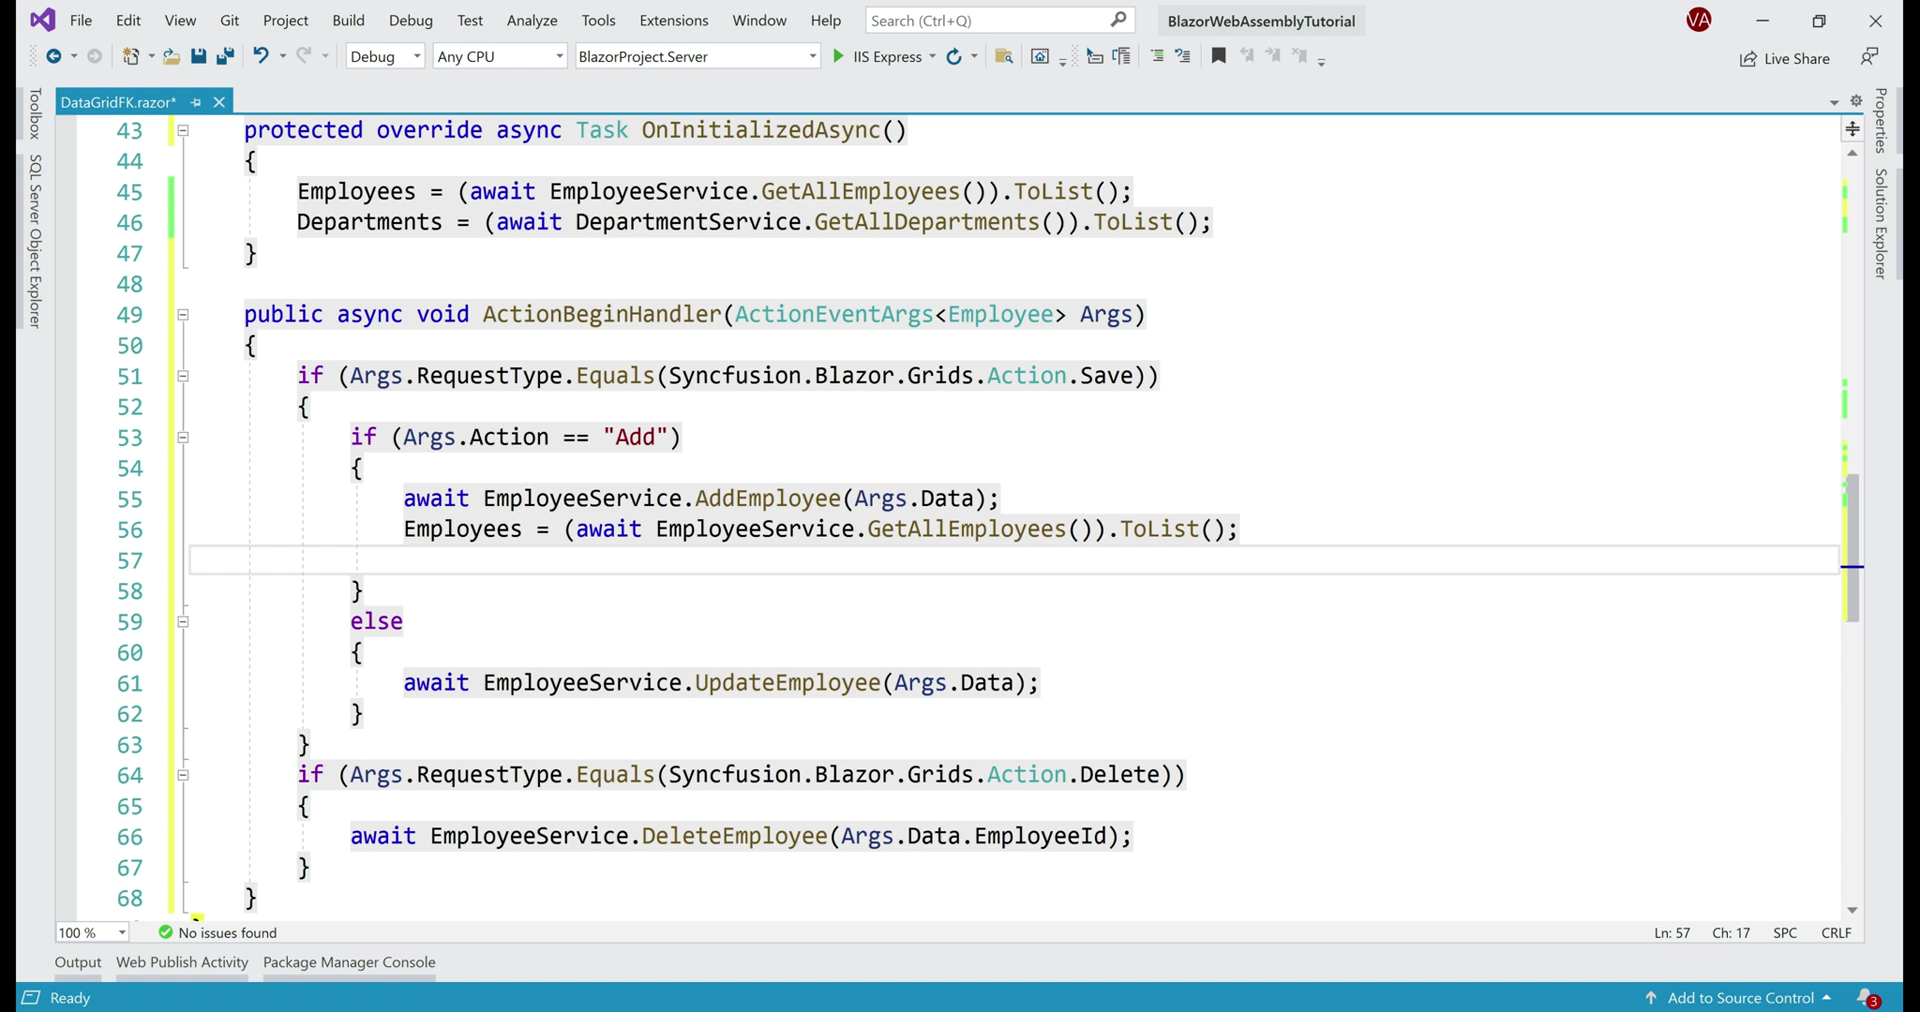 File Edit View Git Project Build Debug Test Analyze Tools Extensions Window Help Search (Ctrl+Q) BlazorWebAssemblyTutorial VA
Debug Any CPU BlazorProject.Server IIS Express Live Share
DataGridFK.razor*
Toolbox
SQL Server Object Explorer
Properties
Solution Explorer
43 protected override async Task OnInitializedAsync()
44 {
45 Employees = (await EmployeeService.GetAllEmployees()).ToList();
46 Departments = (await DepartmentService.GetAllDepartments()).ToList();
47 }
48
49 public async void ActionBeginHandler(ActionEventArgs<Employee> Args)
50 {
51 if (Args.RequestType.Equals(Syncfusion.Blazor.Grids.Action.Save))
52 {
53 if (Args.Action == "Add")
54 {
55 await EmployeeService.AddEmployee(Args.Data);
56 Employees = (await EmployeeService.GetAllEmployees()).ToList();
57
58 }
59 else
60 {
61 await EmployeeService.UpdateEmployee(Args.Data);
62 }
63 }
64 if (Args.RequestType.Equals(Syncfusion.Blazor.Grids.Action.Delete))
65 {
66 await EmployeeService.DeleteEmployee(Args.Data.EmployeeId);
67 }
68 }
100 % No issues found Ln: 57 Ch: 17 SPC CRLF
Output Web Publish Activity Package Manager Console
Ready Add to Source Control 3